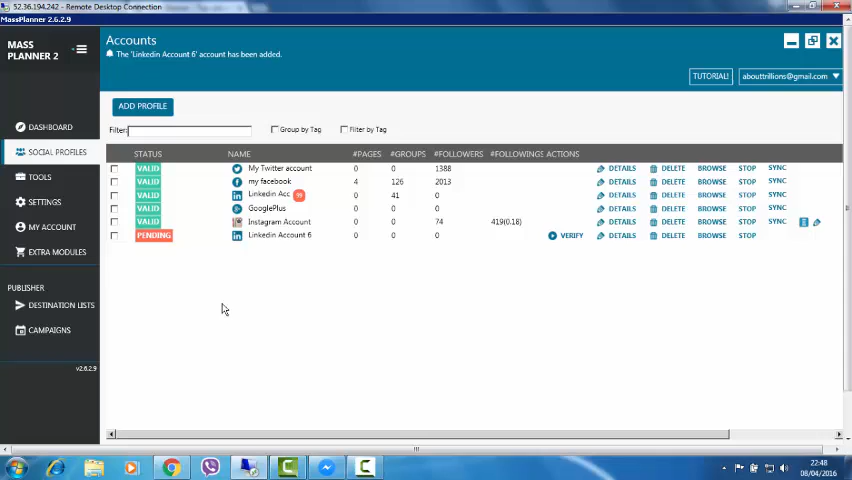 52.36.194.242 - Remote Desktop Connection
MassPlanner 2.6.2.9
MASS PLANNER 2
Accounts
The 'Linkedin Account 6' account has been added.
TUTORIAL!
abouttrillions@gmail.com
ADD PROFILE
Filter:
Group by Tag
Filter by Tag
STATUS NAME #PAGES #GROUPS #FOLLOWERS #FOLLOWINGS ACTIONS
VALID My Twitter account 0 0 1388 DETAILS DELETE BROWSE STOP SYNC
VALID my facebook 4 126 2013 DETAILS DELETE BROWSE STOP SYNC
VALID Linkedin Acc 0 41 0 DETAILS DELETE BROWSE STOP SYNC
VALID GooglePlus 0 0 0 DETAILS DELETE BROWSE STOP SYNC
VALID Instagram Account 0 0 74 419(0.18) DETAILS DELETE BROWSE STOP SYNC
PENDING Linkedin Account 6 0 0 0 VERIFY DETAILS DELETE BROWSE STOP
DASHBOARD
SOCIAL PROFILES
TOOLS
SETTINGS
MY ACCOUNT
EXTRA MODULES
PUBLISHER
DESTINATION LISTS
CAMPAIGNS
v2.6.2.9
22:48
08/04/2016